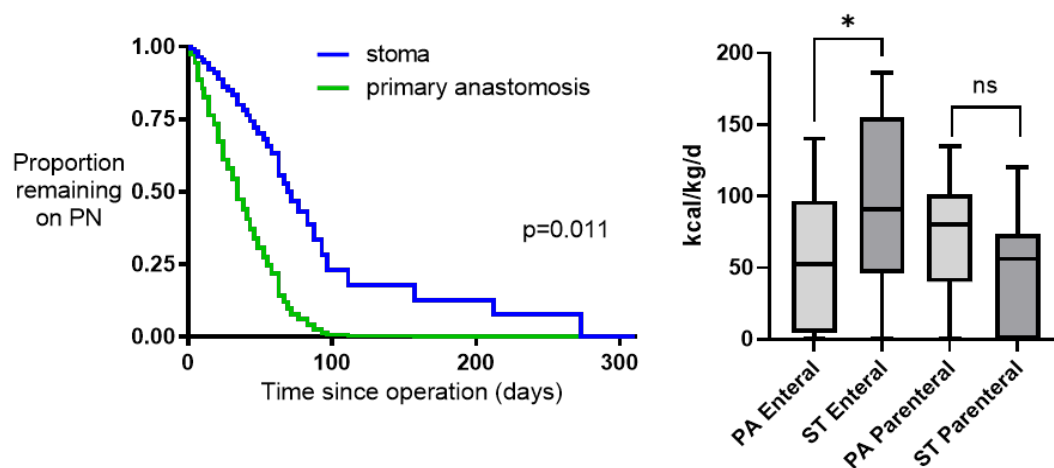 1.00
0.75
0.50
0.25
0.00
Proportion
remaining
on PN
stoma
primary anastomosis
p=0.011
0
100
200
300
Time since operation (days)
200
150
100
50
0
kcal/kg/d
*
ns
PA Enteral
ST Enteral
PA Parenteral
ST Parenteral